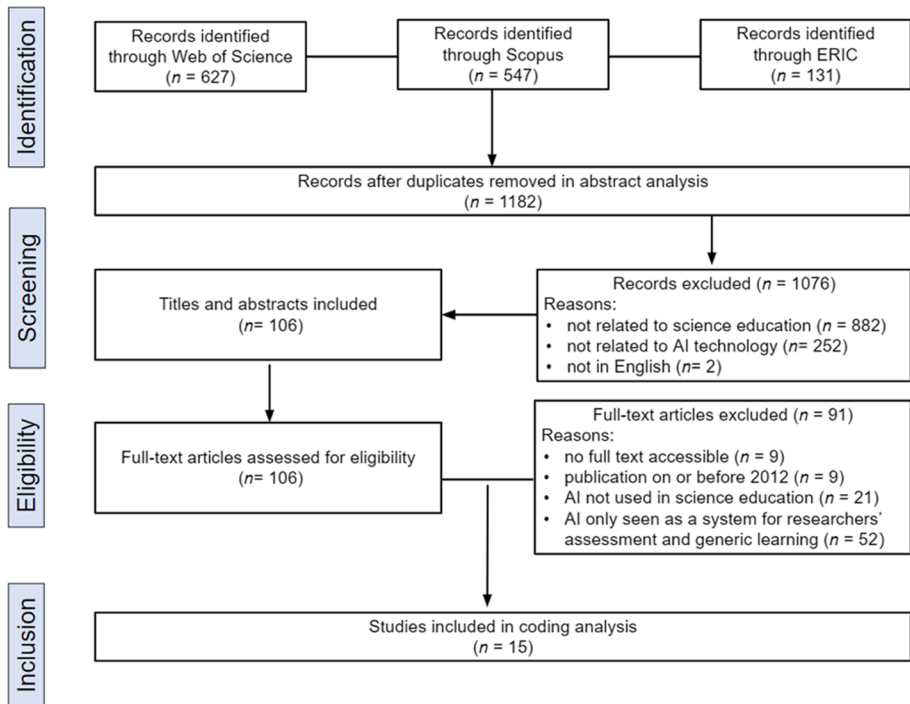 Identification
Records identified
through Web of Science
(n = 627)
Records identified
through Scopus
(n = 547)
Records identified
through ERIC
(n = 131)
Records after duplicates removed in abstract analysis
(n = 1182)
Screening
Titles and abstracts included
(n= 106)
Records excluded (n = 1076)
Reasons:
• not related to science education (n = 882)
• not related to AI technology (n= 252)
• not in English (n= 2)
Eligibility
Full-text articles assessed for eligibility
(n = 106)
Full-text articles excluded (n = 91)
Reasons:
• no full text accessible (n = 9)
• publication on or before 2012 (n = 9)
• AI not used in science education (n = 21)
• AI only seen as a system for researchers’
assessment and generic learning (n = 52)
Inclusion
Studies included in coding analysis
(n = 15)